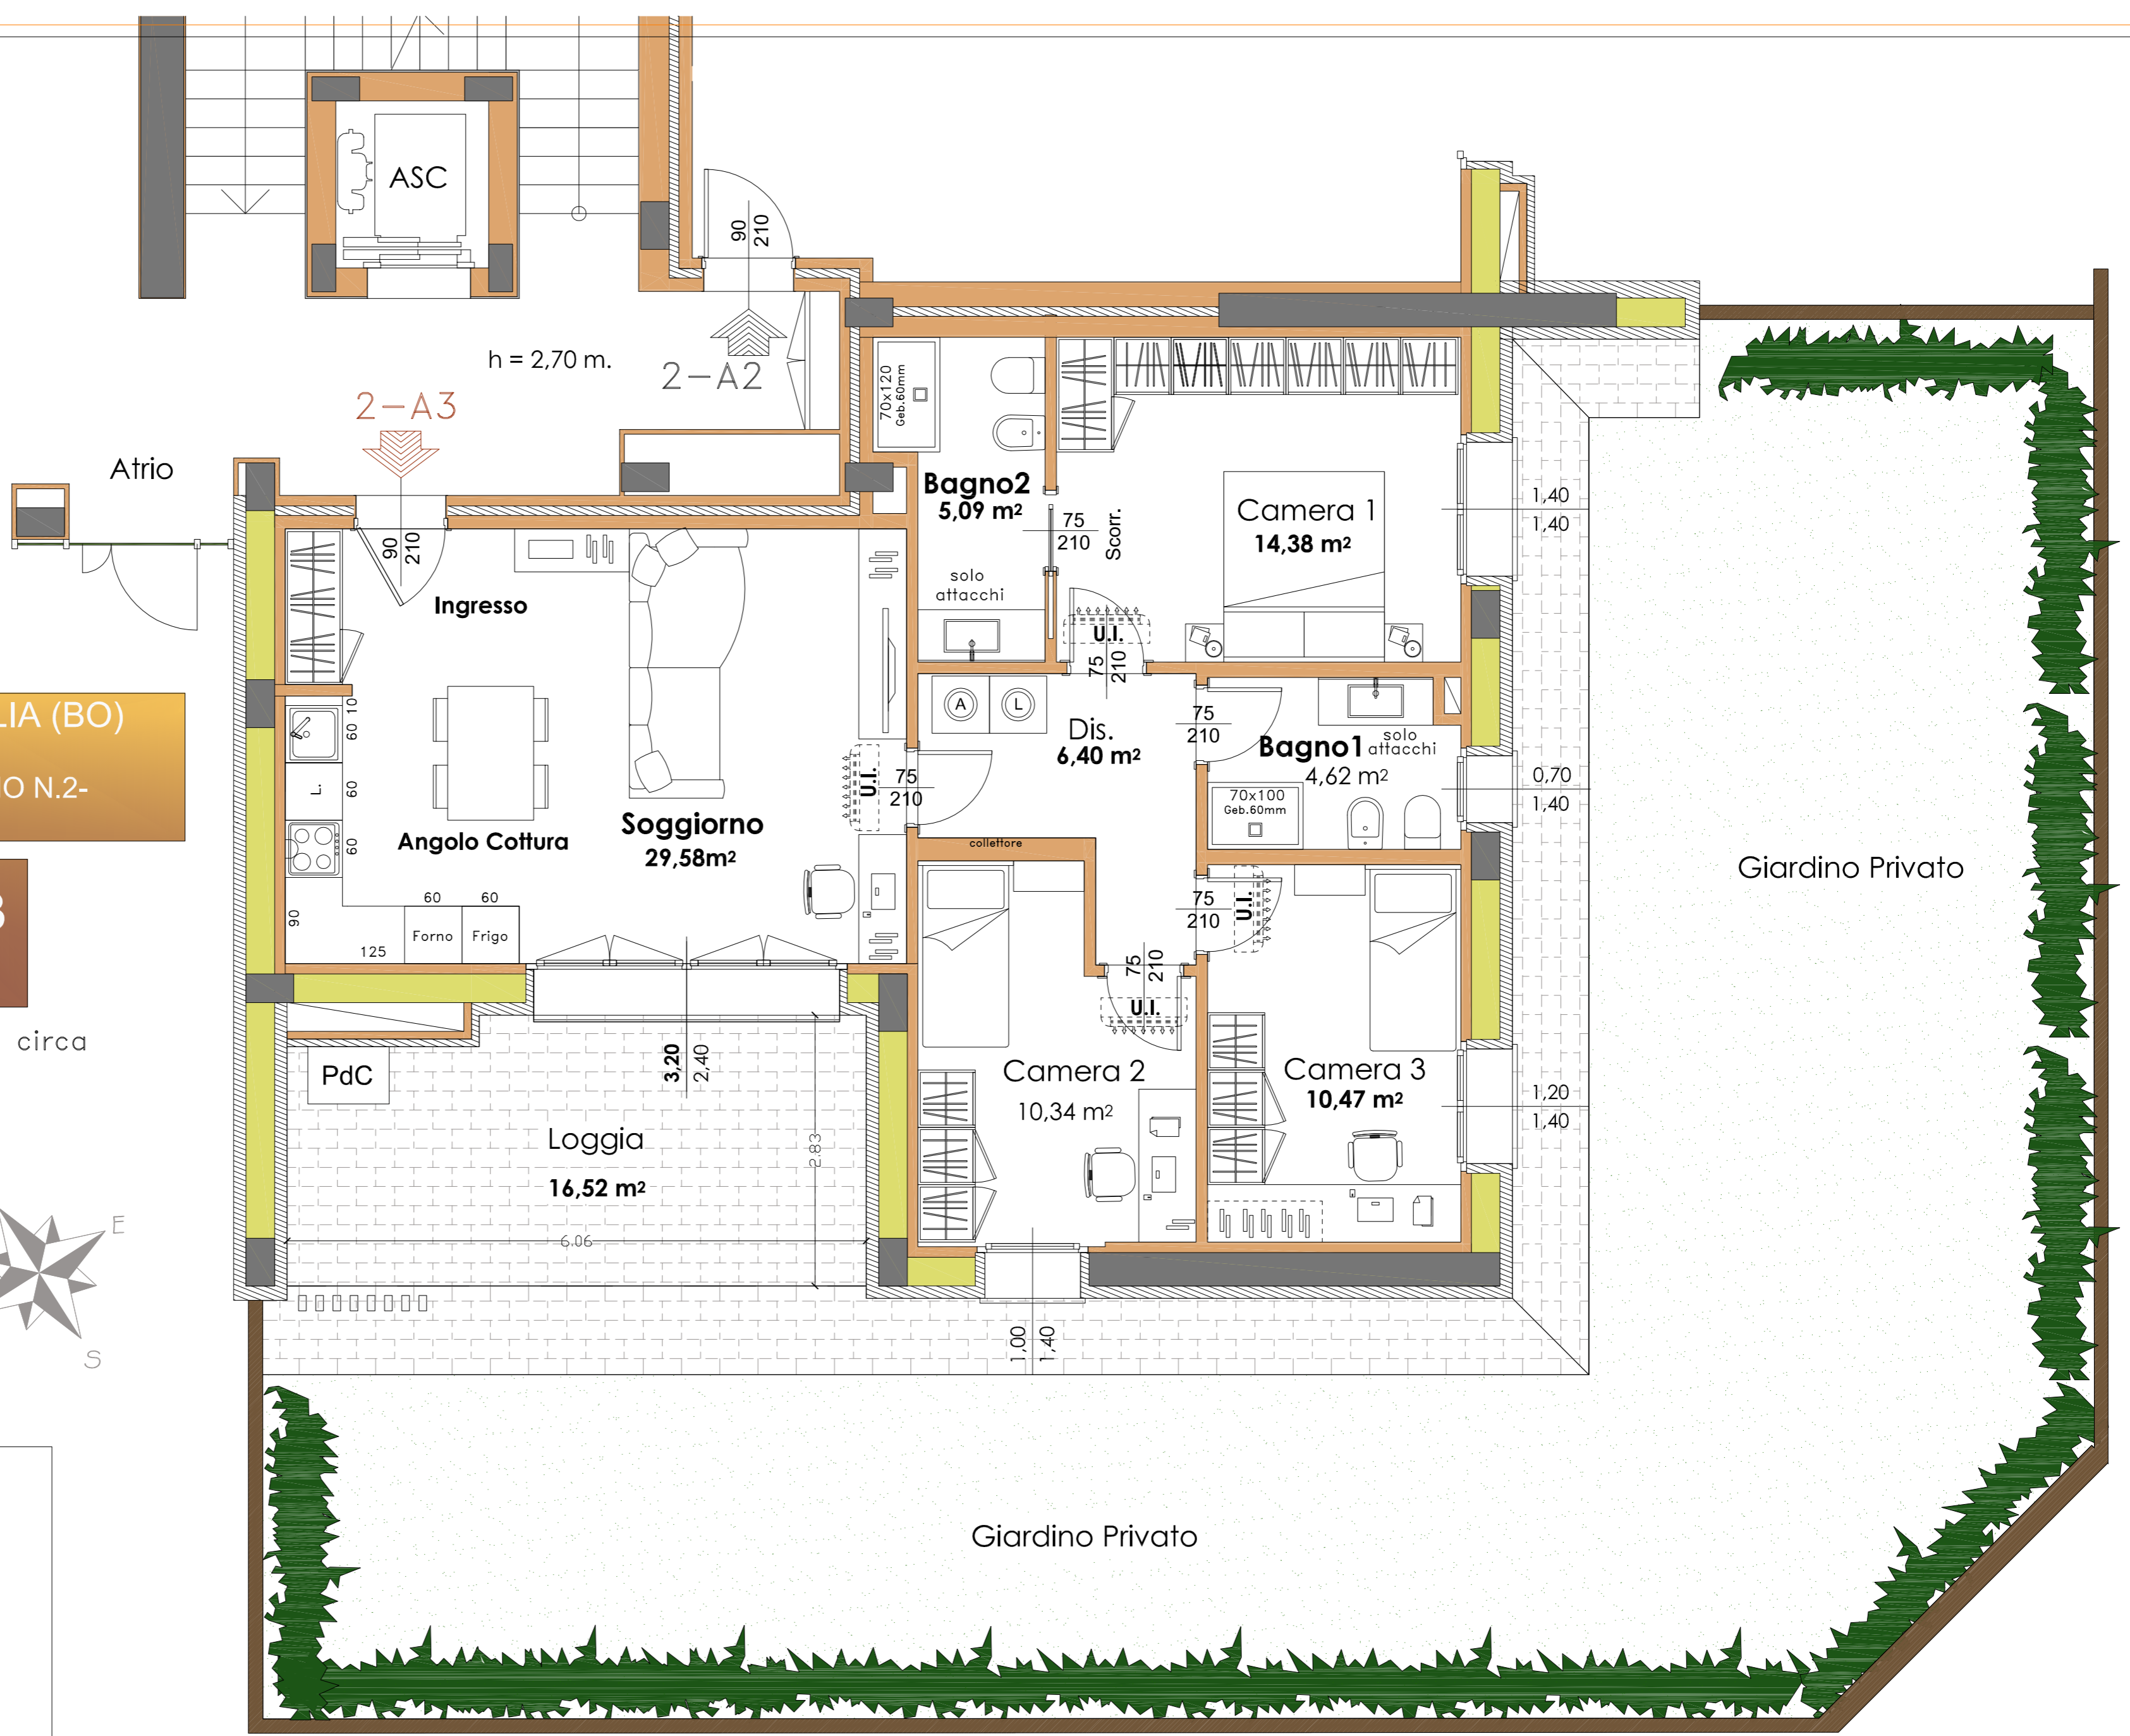 ASC
90
210
h = 2,70 m.
2-A2
2-A3
Atrio
70x120
Geb.60mm
Bagno2
5,09 m²
75
210
Scorr.
Camera 1
14,38 m²
1,40
1,40
90
210
Ingresso
solo
attacchi
U.I.
75
210
LIA (BO)
O N.2-
10
60
60
60
L.
A
L
Dis.
6,40 m²
75
210
Bagno1
solo
attacchi
4,62 m²
70x100
Geb.60mm
0,70
1,40
U.I.
75
210
Angolo Cottura
Soggiorno
29,58m²
collettore
Giardino Privato
75
210
U.I.
90
60
60
Forno
Frigo
125
75
210
U.I.
circa
PdC
3,20
2,40
Camera 2
10,34 m²
Camera 3
10,47 m²
1,20
1,40
Loggia
16,52 m²
2.83
6.06
E
S
1,00
1,40
Giardino Privato